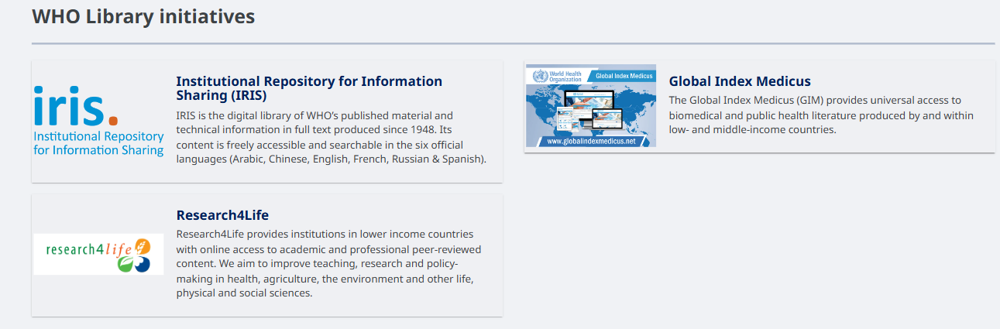 WHO Library initiatives
iris.
Institutional Repository
for Information Sharing
Institutional Repository for Information
Sharing (IRIS)
IRIS is the digital library of WHO’s published material and
technical information in full text produced since 1948. Its
content is freely accessible and searchable in the six official
languages (Arabic, Chinese, English, French, Russian & Spanish).
World Health
Organization
Global Index Medicus
www.globalindexmedicus.net
Global Index Medicus
The Global Index Medicus (GIM) provides universal access to
biomedical and public health literature produced by and within
low- and middle-income countries.
research4life
Research4Life
Research4Life provides institutions in lower income countries
with online access to academic and professional peer-reviewed
content. We aim to improve teaching, research and policy-
making in health, agriculture, the environment and other life,
physical and social sciences.